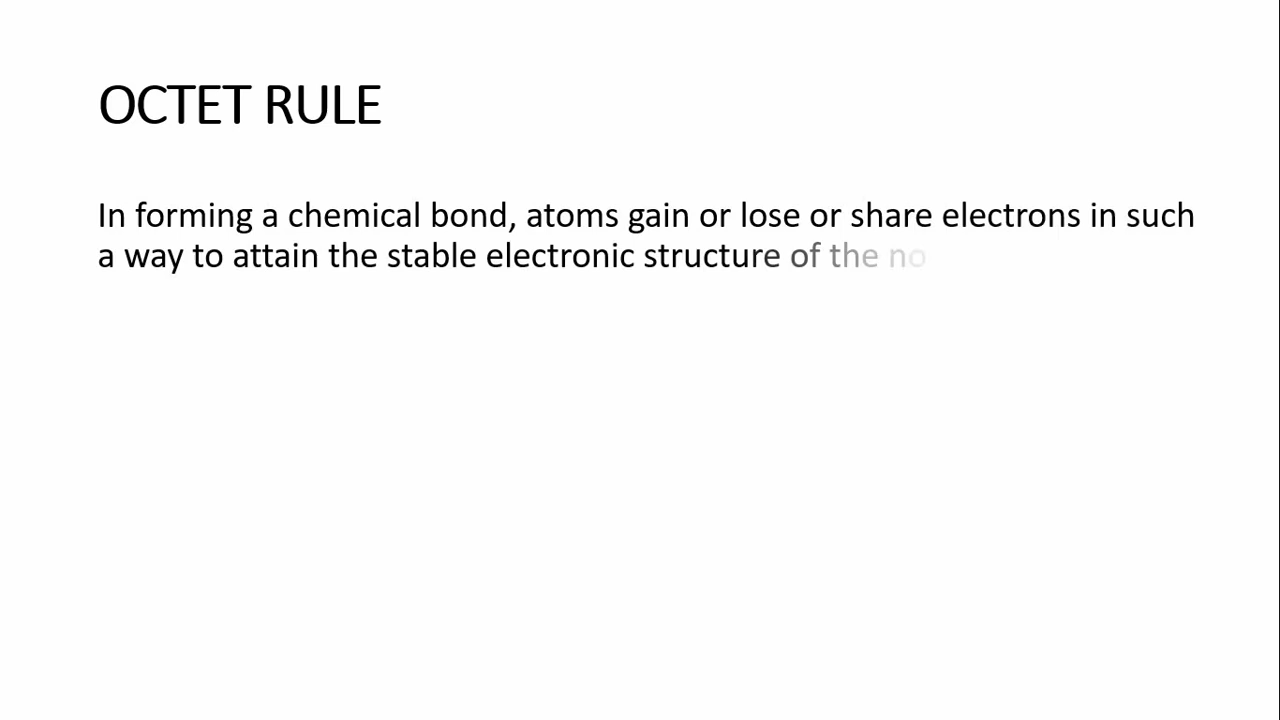 OCTET RULE
In forming a chemical bond, atoms gain or lose or share electrons in such
a way to attain the stable electronic structure of the no